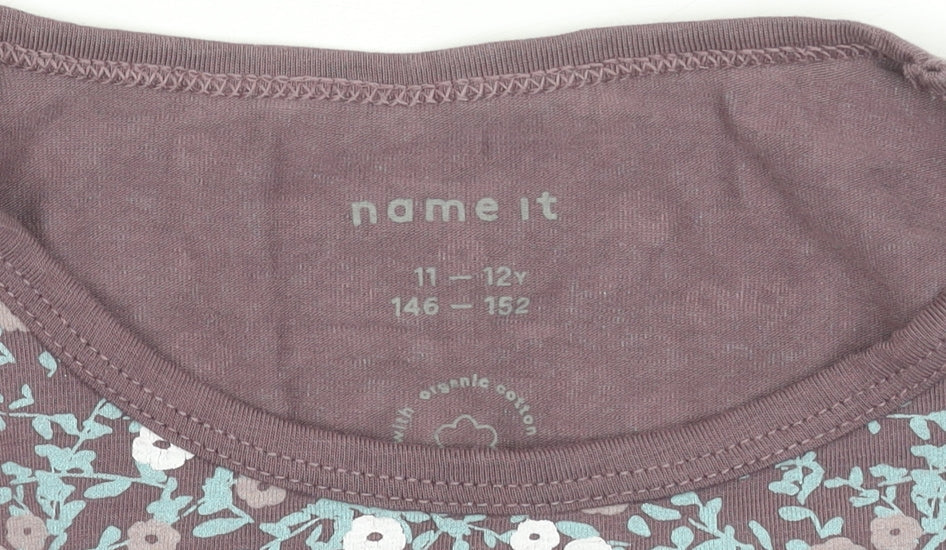 name it
11 – 12Y
146 – 152
with organic cotton